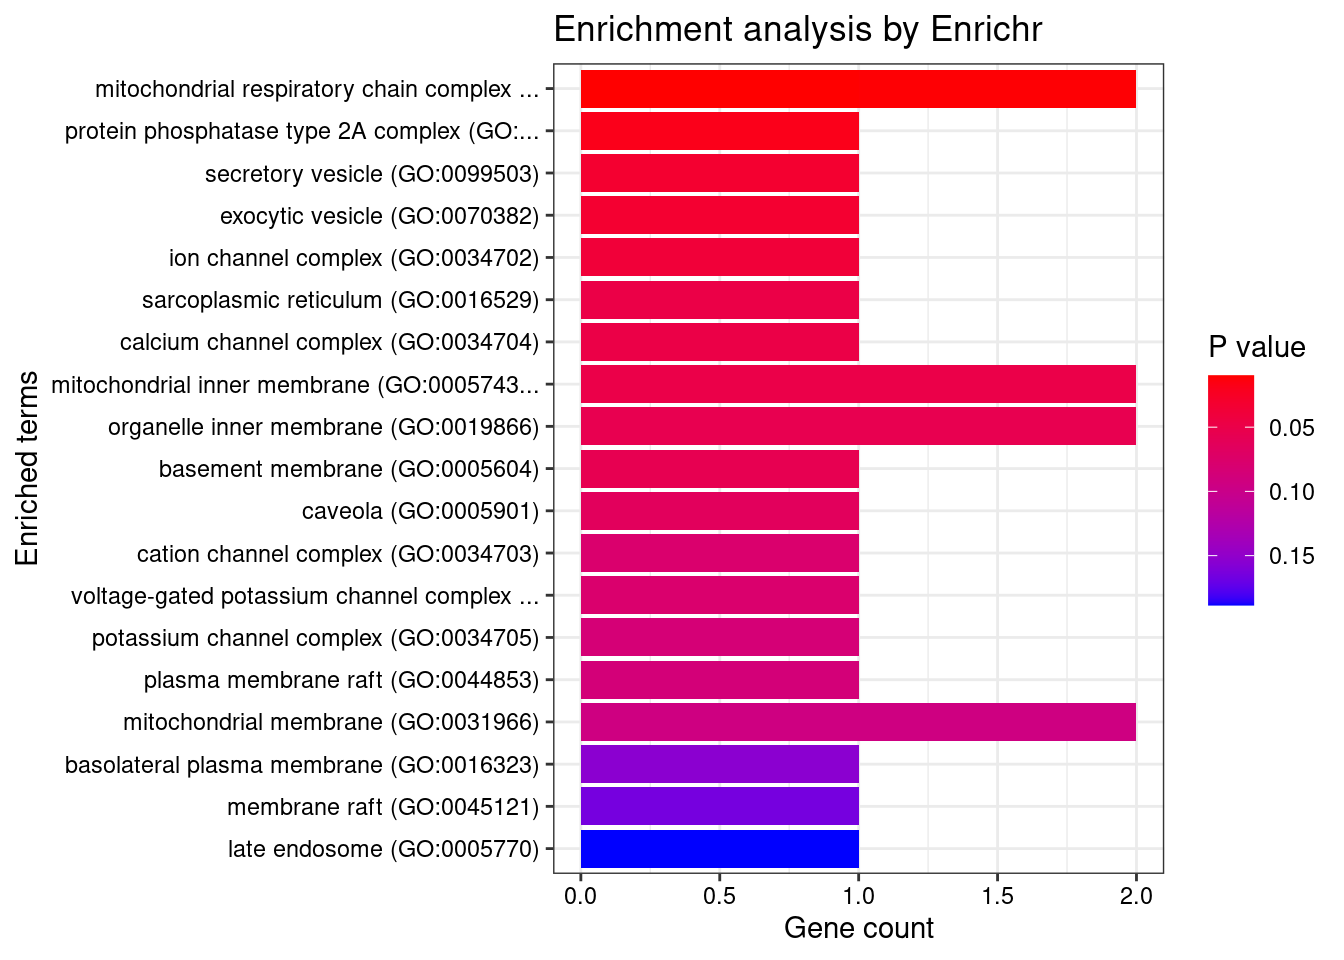 Enrichment analysis by Enrichr
mitochondrial respiratory chain complex ...
protein phosphatase type 2A complex (GO:...
secretory vesicle (GO:0099503)
exocytic vesicle (GO:0070382)
ion channel complex (GO:0034702)
sarcoplasmic reticulum (GO:0016529)
calcium channel complex (GO:0034704)
mitochondrial inner membrane (GO:0005743...
organelle inner membrane (GO:0019866)
basement membrane (GO:0005604)
caveola (GO:0005901)
cation channel complex (GO:0034703)
voltage-gated potassium channel complex ...
potassium channel complex (GO:0034705)
plasma membrane raft (GO:0044853)
mitochondrial membrane (GO:0031966)
basolateral plasma membrane (GO:0016323)
membrane raft (GO:0045121)
late endosome (GO:0005770)
Enriched terms
0.0 0.5 1.0 1.5 2.0
Gene count
P value
0.05
0.10
0.15